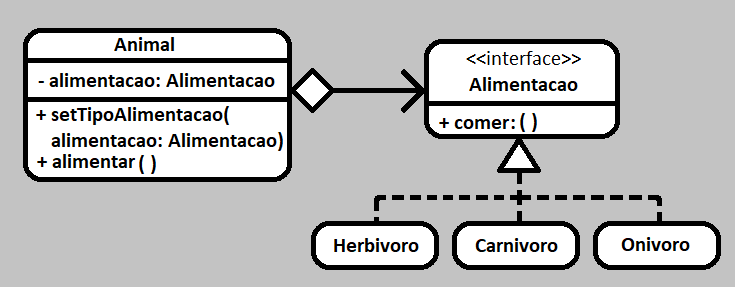 Animal
- alimentacao: Alimentacao
+ setTipoAlimentacao(
alimentacao: Alimentacao)
+ alimentar ( )
<<interface>>
Alimentacao
+ comer: ( )
Herbivoro
Carnivoro
Onivoro